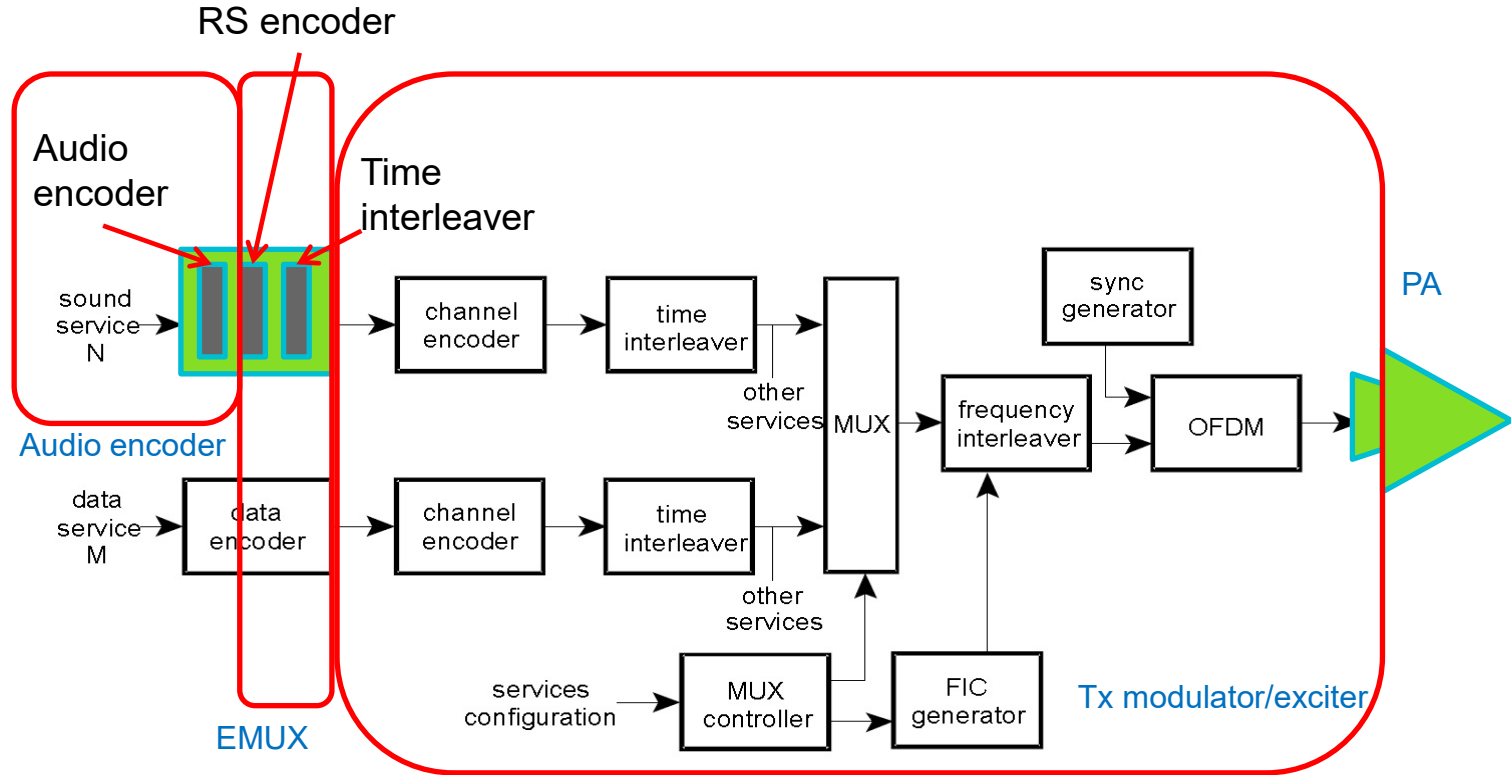 RS encoder
Audio
encoder
Time
interleaver
sound
service
N
channel
encoder
time
interleaver
other
services
MUX
sync
generator
PA
frequency
interleaver
OFDM
Audio encoder
data
service
M
data
encoder
channel
encoder
time
interleaver
other
services
services
configuration
MUX
controller
FIC
generator
Tx modulator/exciter
EMUX